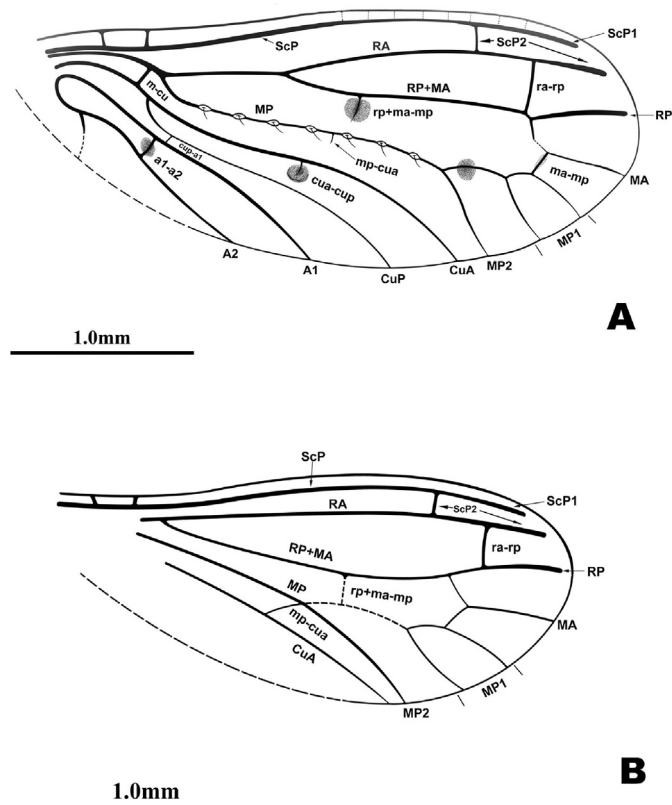 ScP1
ScP
RA
ScP2
m-cu
RP+MA
ra-rp
MP
rp+ma-mp
RP
cup-a1
mp-cua
a1-a2
cua-cup
ma-mp
MA
MP1
A2
A1
CuP
CuA
MP2
A
1.0mm
ScP
RA
ScP2
ScP1
RP+MA
ra-rp
RP
MP
rp+ma-mp
mp-cua
MA
CuA
MP1
MP2
B
1.0mm